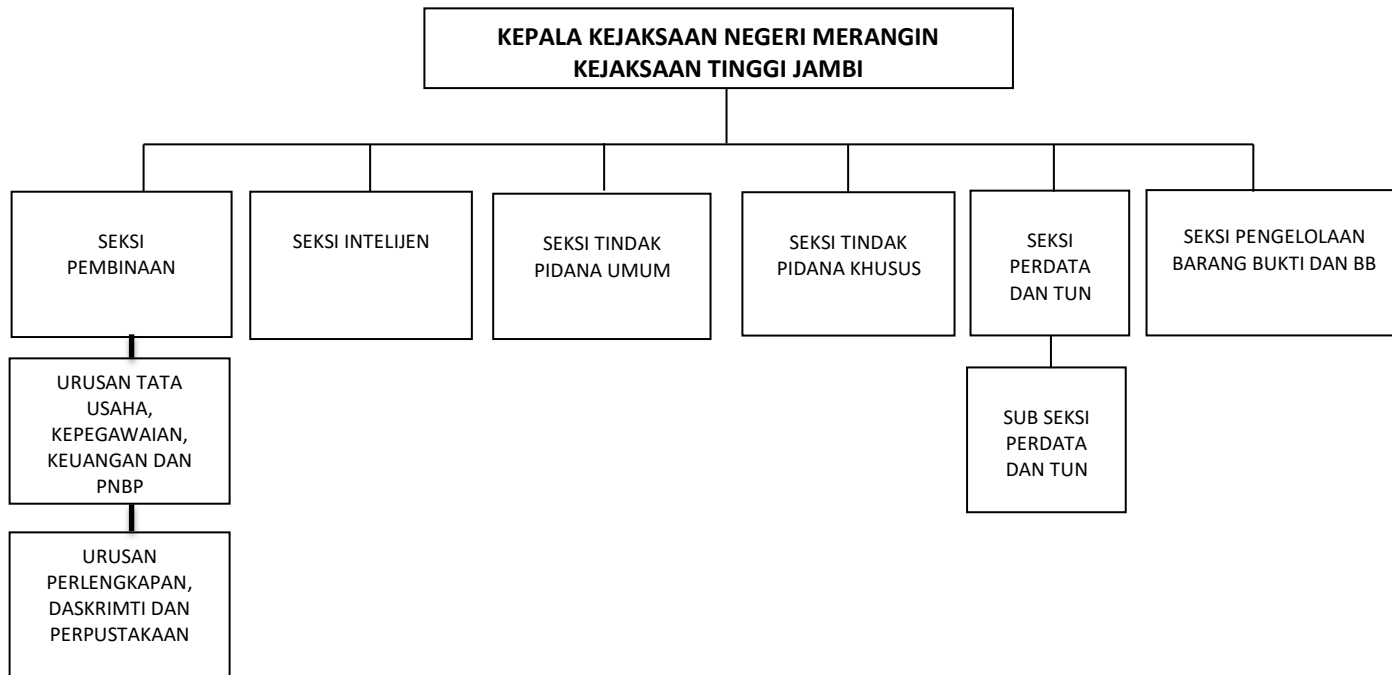 KEPALA KEJAKSAAN NEGERI MERANGIN
KEJAKSAAN TINGGI JAMBI
SEKSI
PEMBINAAN
SEKSI INTELIJEN
SEKSI TINDAK
PIDANA UMUM
SEKSI TINDAK
PIDANA KHUSUS
SEKSI
PERDATA
DAN TUN
SEKSI PENGELOLAAN
BARANG BUKTI DAN BB
URUSAN TATA
USAHA,
KEPEGAWAIAN,
KEUANGAN DAN
PNBP
SUB SEKSI
PERDATA
DAN TUN
URUSAN
PERLENGKAPAN,
DASKRIMTI DAN
PERPUSTAKAAN